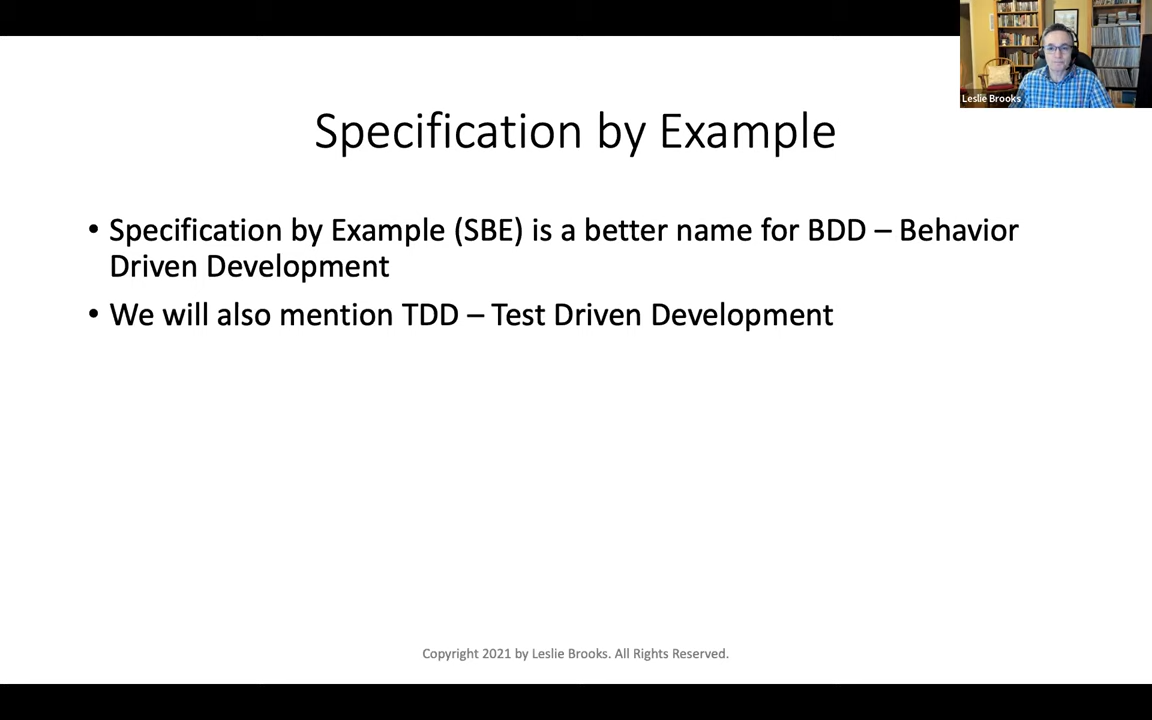 Leslie Brooks
Specification by Example
• Specification by Example (SBE) is a better name for BDD – Behavior
Driven Development
• We will also mention TDD – Test Driven Development
Copyright 2021 by Leslie Brooks. All Rights Reserved.